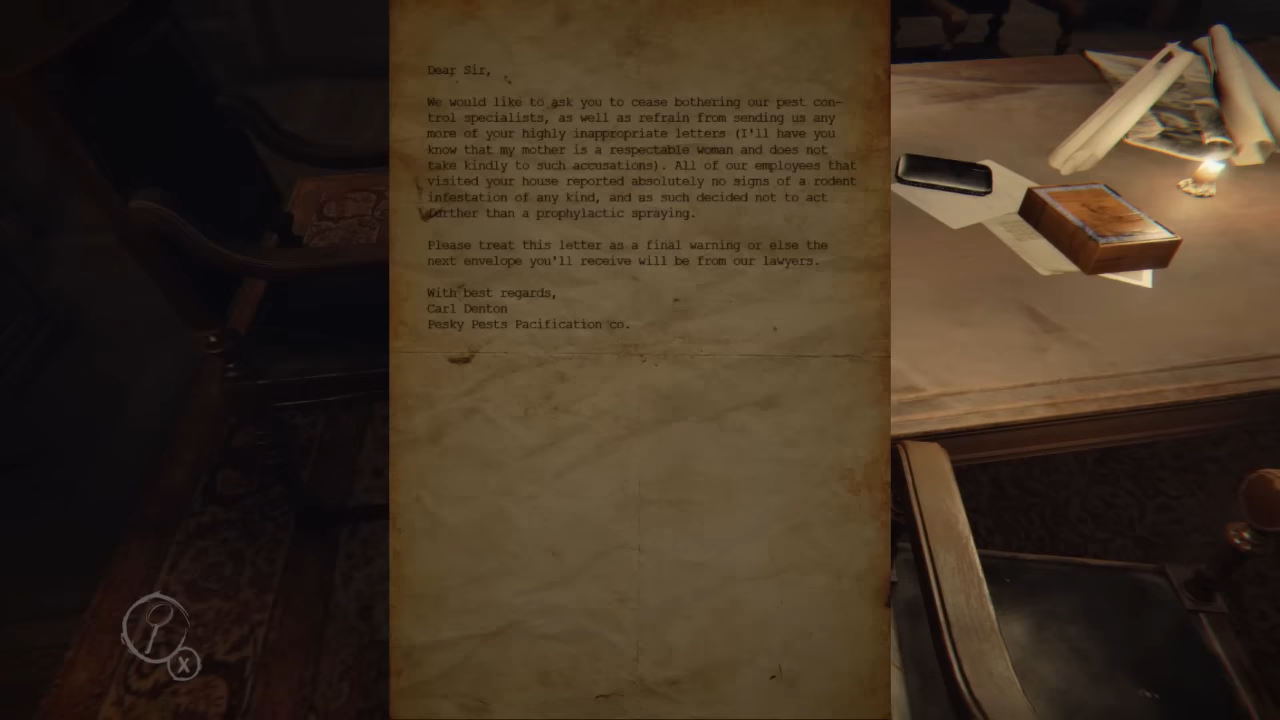 Dear Sir,
We would like to ask you to cease bothering our pest con-
trol specialists, as well as refrain from sending us any
more of your highly inappropriate letters (I'll have you
know that my mother is a respectable woman and does not
take kindly to such accusations). All of our employees that
visited your house reported absolutely no signs of a rodent
infestation of any kind, and as such decided not to act
farther than a prophylactic spraying.
Please treat this letter as a final warning or else the
next envelope you'll receive will be from our lawyers.
With best regards,
Carl Denton
Pesky Pests Pacification co.
X